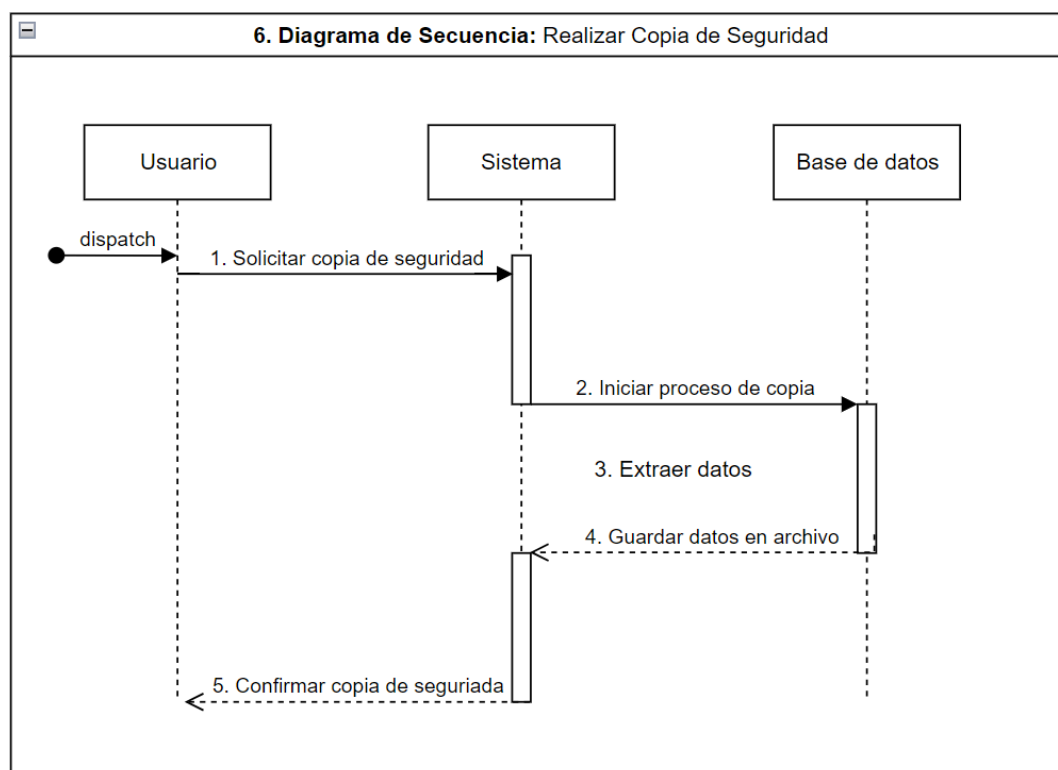 6. Diagrama de Secuencia: Realizar Copia de Seguridad
Usuario
Sistema
Base de datos
dispatch
1. Solicitar copia de seguridad
2. Iniciar proceso de copia
3. Extraer datos
4. Guardar datos en archivo
5. Confirmar copia de seguriada